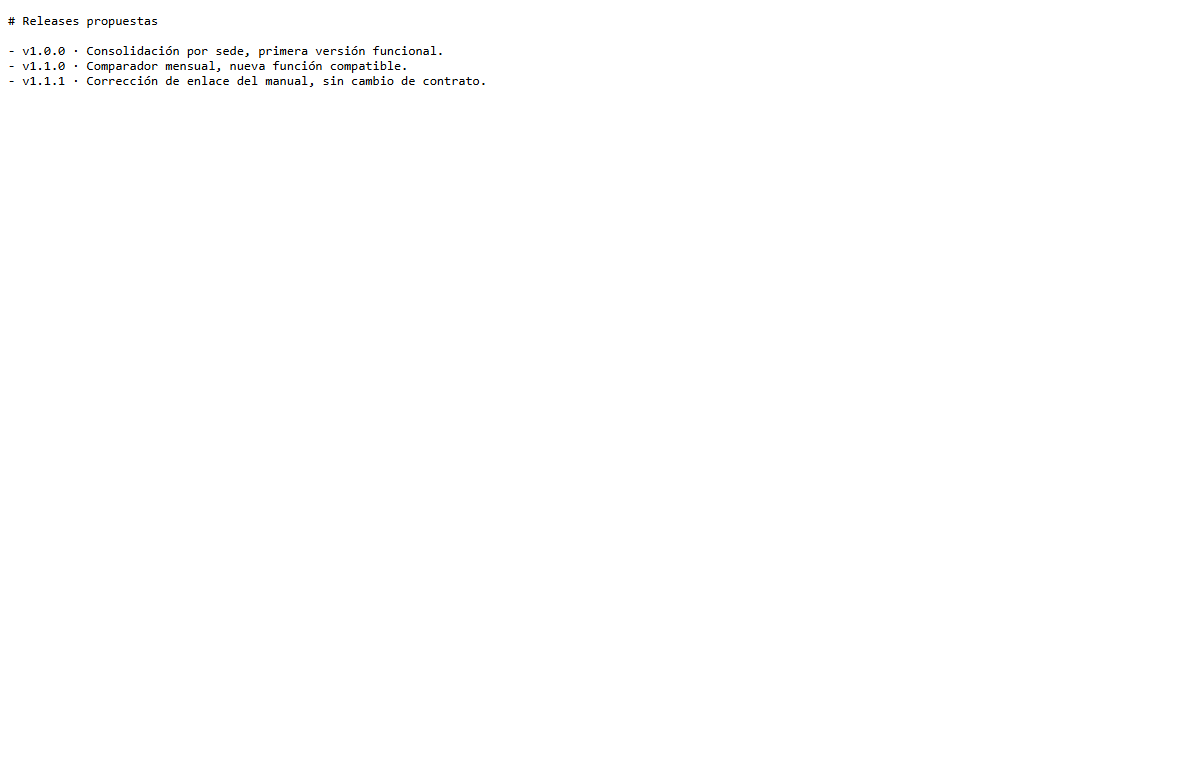 # Releases propuestas
- v1.0.0 · Consolidación por sede, primera versión funcional.
- v1.1.0 · Comparador mensual, nueva función compatible.
- v1.1.1 · Corrección de enlace del manual, sin cambio de contrato.